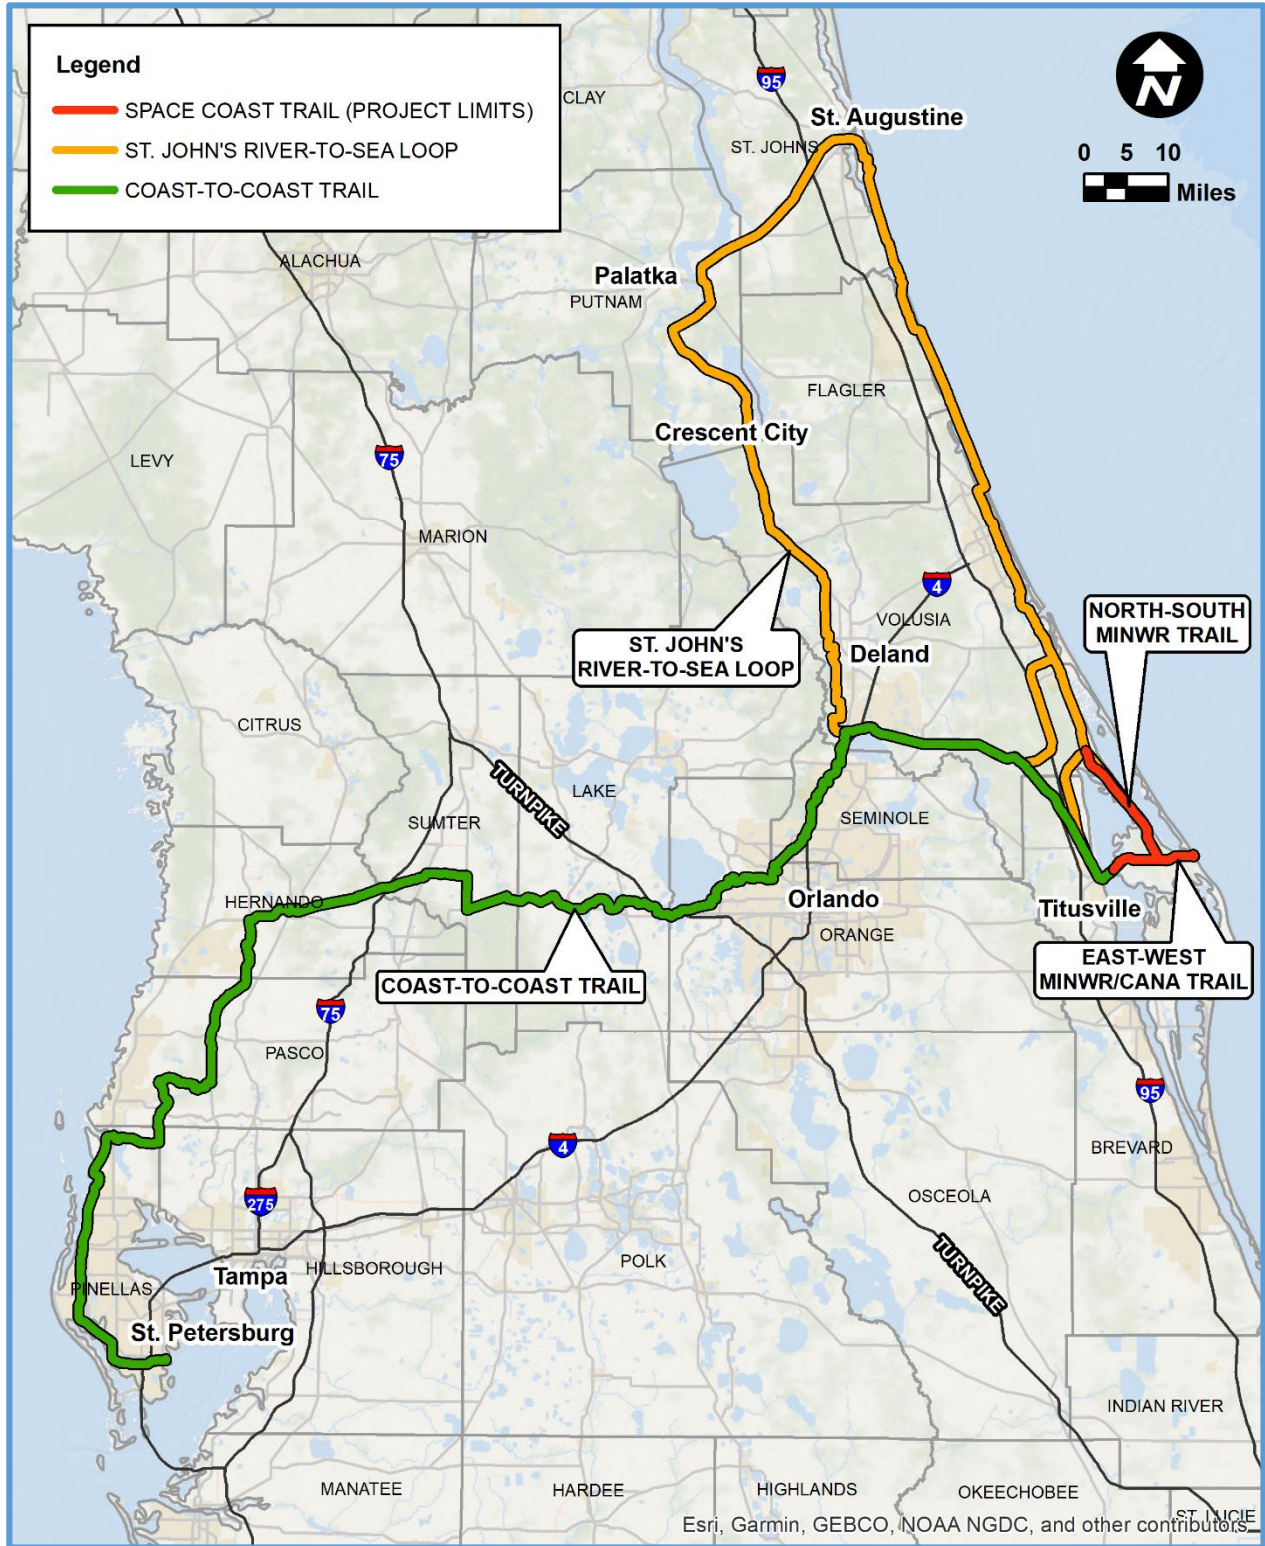 Legend
SPACE COAST TRAIL (PROJECT LIMITS)
ST. JOHN'S RIVER-TO-SEA LOOP
COAST-TO-COAST TRAIL
N
0 5 10
Miles
95
CLAY
St. Augustine
ST. JOHNS
ALACHUA
Palatka
PUTNAM
FLAGLER
Crescent City
LEVY
75
MARION
4
VOLUSIA
NORTH-SOUTH
MINWR TRAIL
ST. JOHN'S
RIVER-TO-SEA LOOP
Deland
CITRUS
TURNPIKE
LAKE
SUMTER
SEMINOLE
HERNANDO
Orlando
Titusville
ORANGE
EAST-WEST
MINWR/CANA TRAIL
COAST-TO-COAST TRAIL
75
PASCO
95
4
BREVARD
275
OSCEOLA
POLK
HILLSBOROUGH
Tampa
TURNPIKE
PINELLAS
St. Petersburg
INDIAN RIVER
MANATEE
HARDEE
HIGHLANDS
OKEECHOBEE
ST. LUCIE
Esri, Garmin, GEBCO, NOAA NGDC, and other contributors